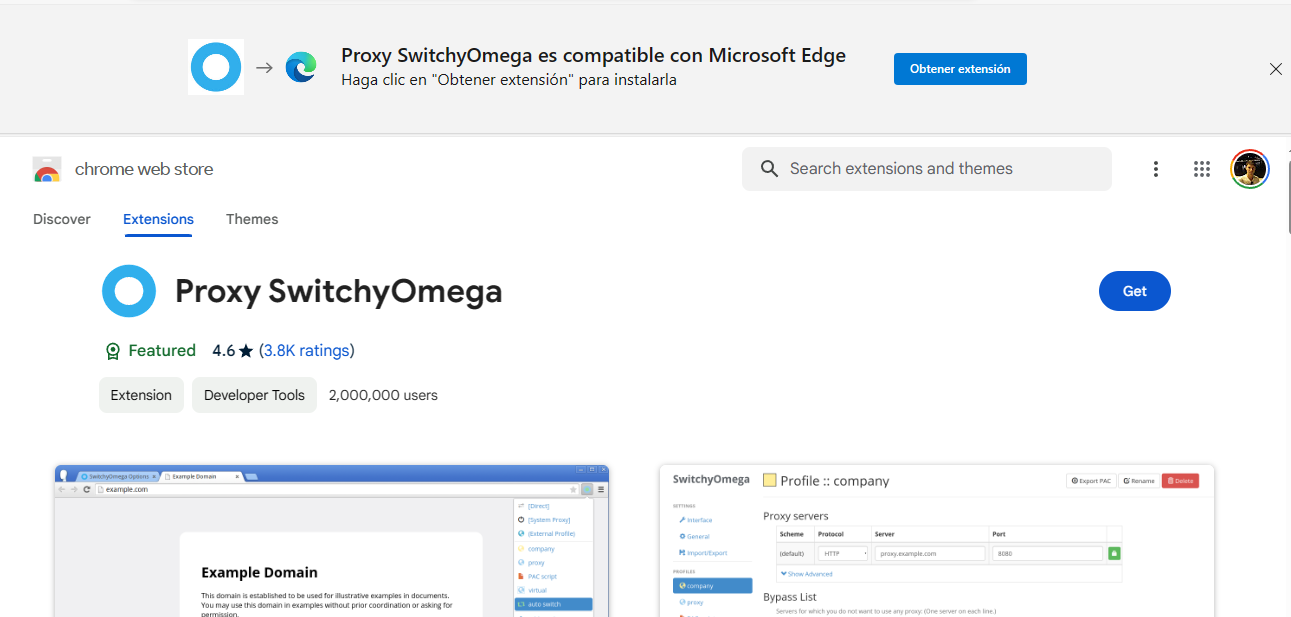 Proxy SwitchyOmega es compatible con Microsoft Edge
Haga clic en "Obtener extensión" para instalarla
Obtener extensión
chrome web store
Search extensions and themes
Discover
Extensions
Themes
Proxy SwitchyOmega
Get
Featured
4.6★ (3.8K ratings)
Extension
Developer Tools
2,000,000 users
SwitchyOmega Options
Example Domain
example.com
[Direct]
[System Proxy]
(External Profile)
company
proxy
PAC script
virtual
auto switch
Example Domain
This domain is established to be used for illustrative examples in documents.
You may use this domain in examples without prior coordination or asking for
permission.
SwitchyOmega
SETTINGS
Interface
General
Import/Export
PROFILES
company
proxy
Profile :: company
Export PAC
Rename
Delete
Proxy servers
Scheme Protocol Server Port
(default) HTTP proxy.example.com 8080
Show Advanced
Bypass List
Servers for which you do not want to use any proxy: (One server on each line.)